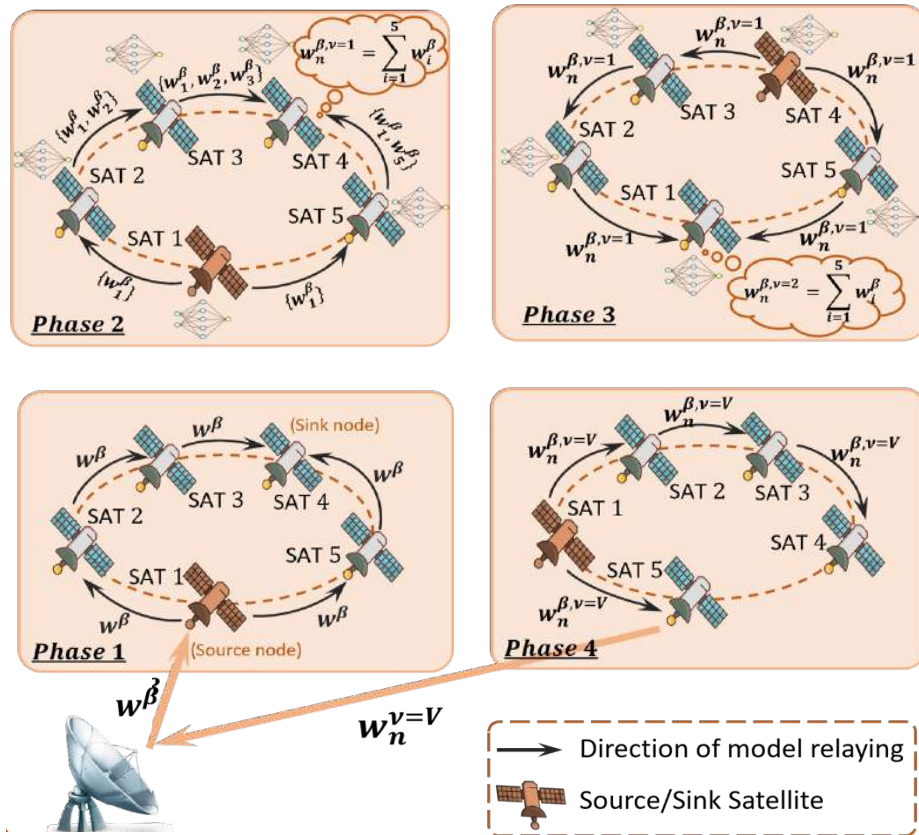 w_n^{β,v=1} = \sum_{i=1}^{5} w_i^β
{w_1^β, w_2^β, w_3^β}
{w_1^β, w_2^β}
SAT 3
SAT 4
{w_1^β, w_5^β}
SAT 2
SAT 5
SAT 1
{w_1^β}
{w_1^β}
Phase 2
w_n^{β,v=1}
w_n^{β,v=1}
w_n^{β,v=1}
SAT 3
SAT 4
SAT 2
SAT 5
SAT 1
w_n^{β,v=1}
w_n^{β,v=1}
w_n^{β,v=2} = \sum_{i=1}^{5} w_i^β
Phase 3
w^β
(Sink node)
w^β
w^β
SAT 3
SAT 4
SAT 2
SAT 5
SAT 1
w^β
w^β
(Source node)
Phase 1
w_n^{β,v=V}
w_n^{β,v=V}
w_n^{β,v=V}
SAT 2
SAT 3
SAT 1
SAT 4
SAT 5
w_n^{β,v=V}
Phase 4
w^β
w_n^{v=V}
Direction of model relaying
Source/Sink Satellite